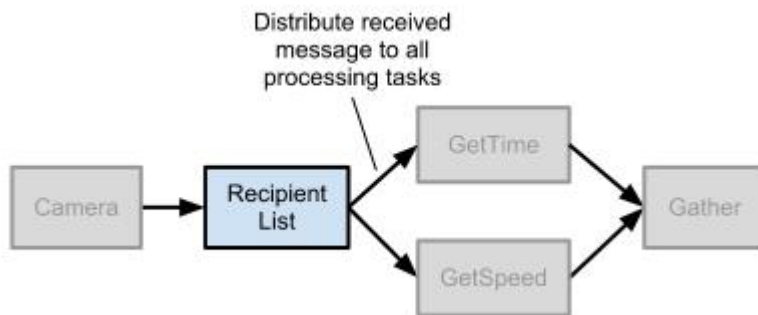 Distribute received
message to all
processing tasks
GetTime
Camera
Recipient
List
Gather
GetSpeed